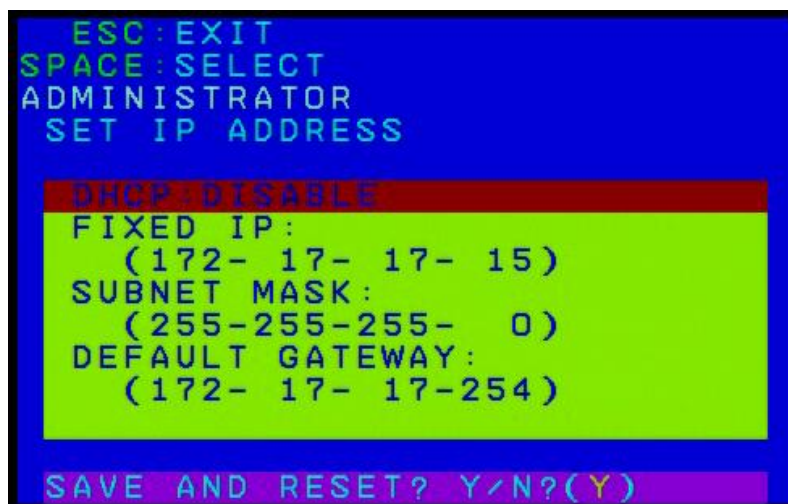 ESC:EXIT
SPACE:SELECT
ADMINISTRATOR
SET IP ADDRESS
DHCP:DISABLE
FIXED IP:
(172- 17- 17- 15)
SUBNET MASK:
(255-255-255-  0)
DEFAULT GATEWAY:
(172- 17- 17-254)
SAVE AND RESET? Y/N?(Y)